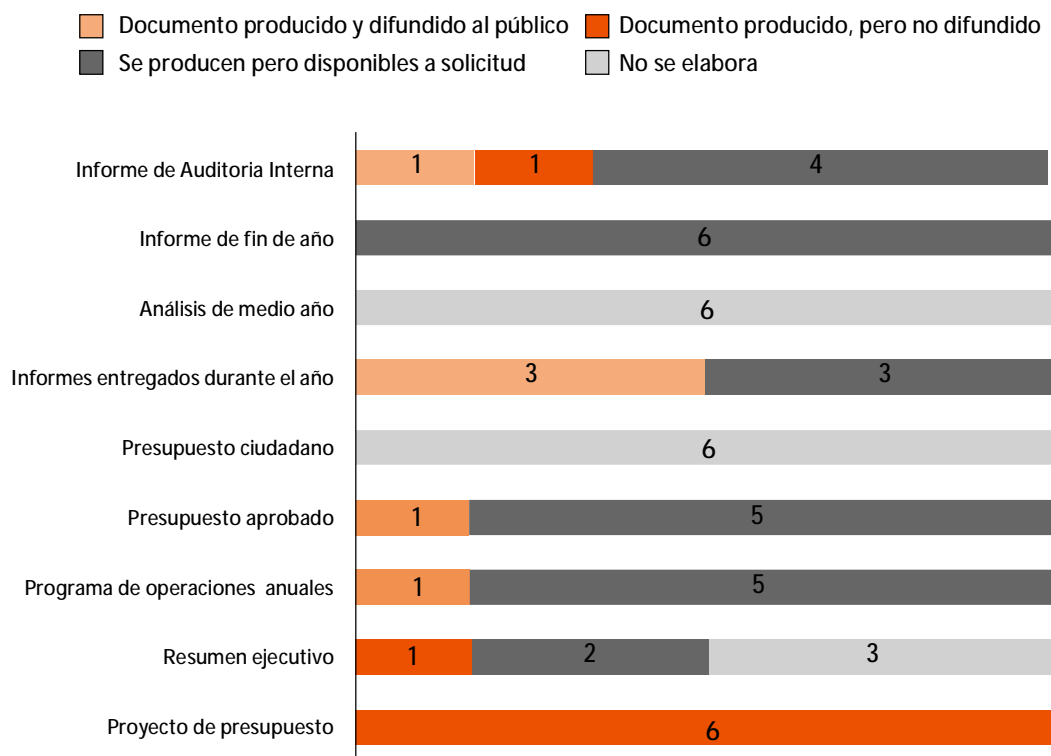 Documento producido y difundido al público
Documento producido, pero no difundido
Se producen pero disponibles a solicitud
No se elabora
Informe de Auditoria Interna 1 1 4
Informe de fin de año 6
Análisis de medio año 6
Informes entregados durante el año 3 3
Presupuesto ciudadano 6
Presupuesto aprobado 1 5
Programa de operaciones anuales 1 5
Resumen ejecutivo 1 2 3
Proyecto de presupuesto 6